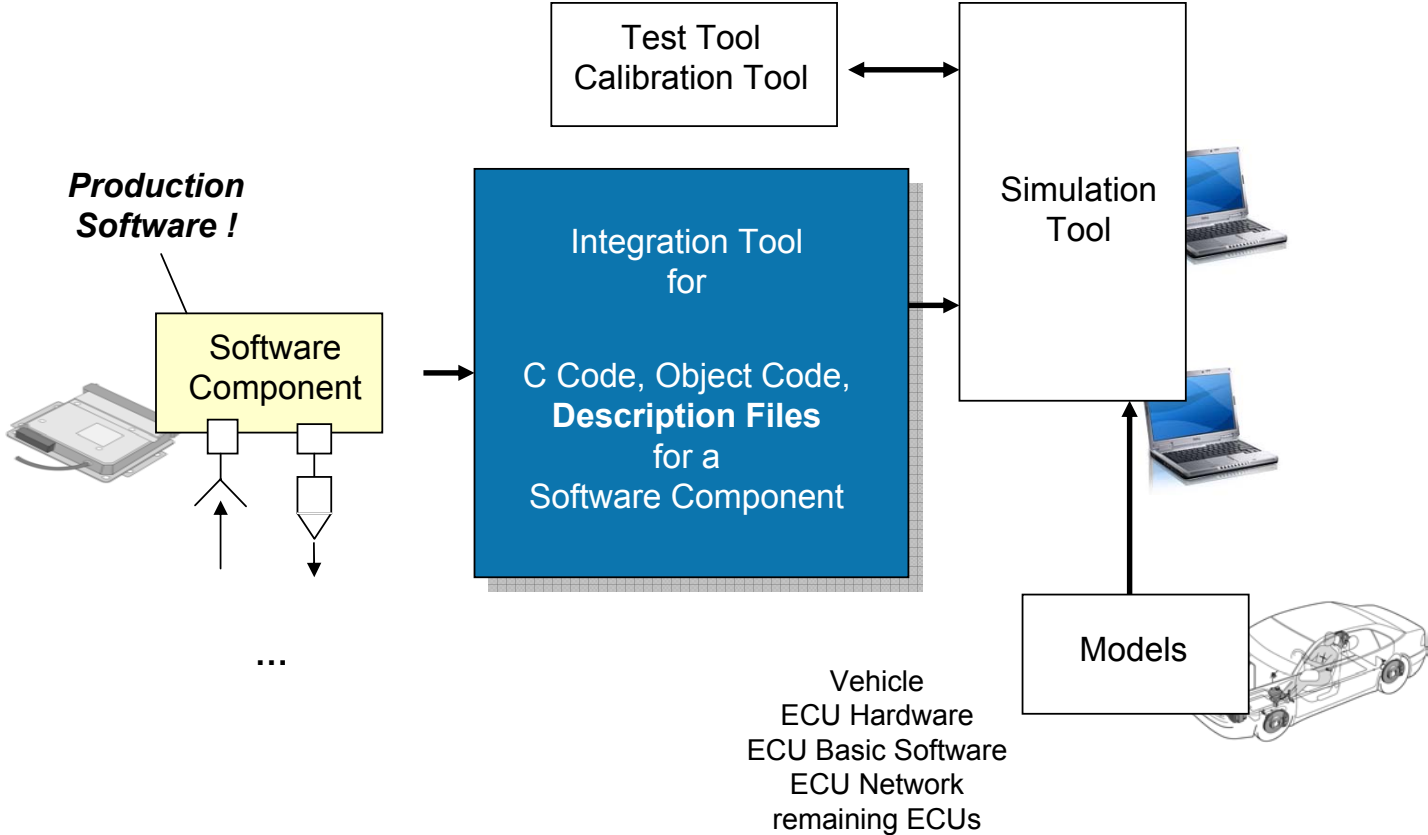 Test Tool
Calibration Tool
Simulation
Tool
Production
Software !
Integration Tool
for
C Code, Object Code,
Description Files
for a
Software Component
Software
Component
...
Models
Vehicle
ECU Hardware
ECU Basic Software
ECU Network
remaining ECUs